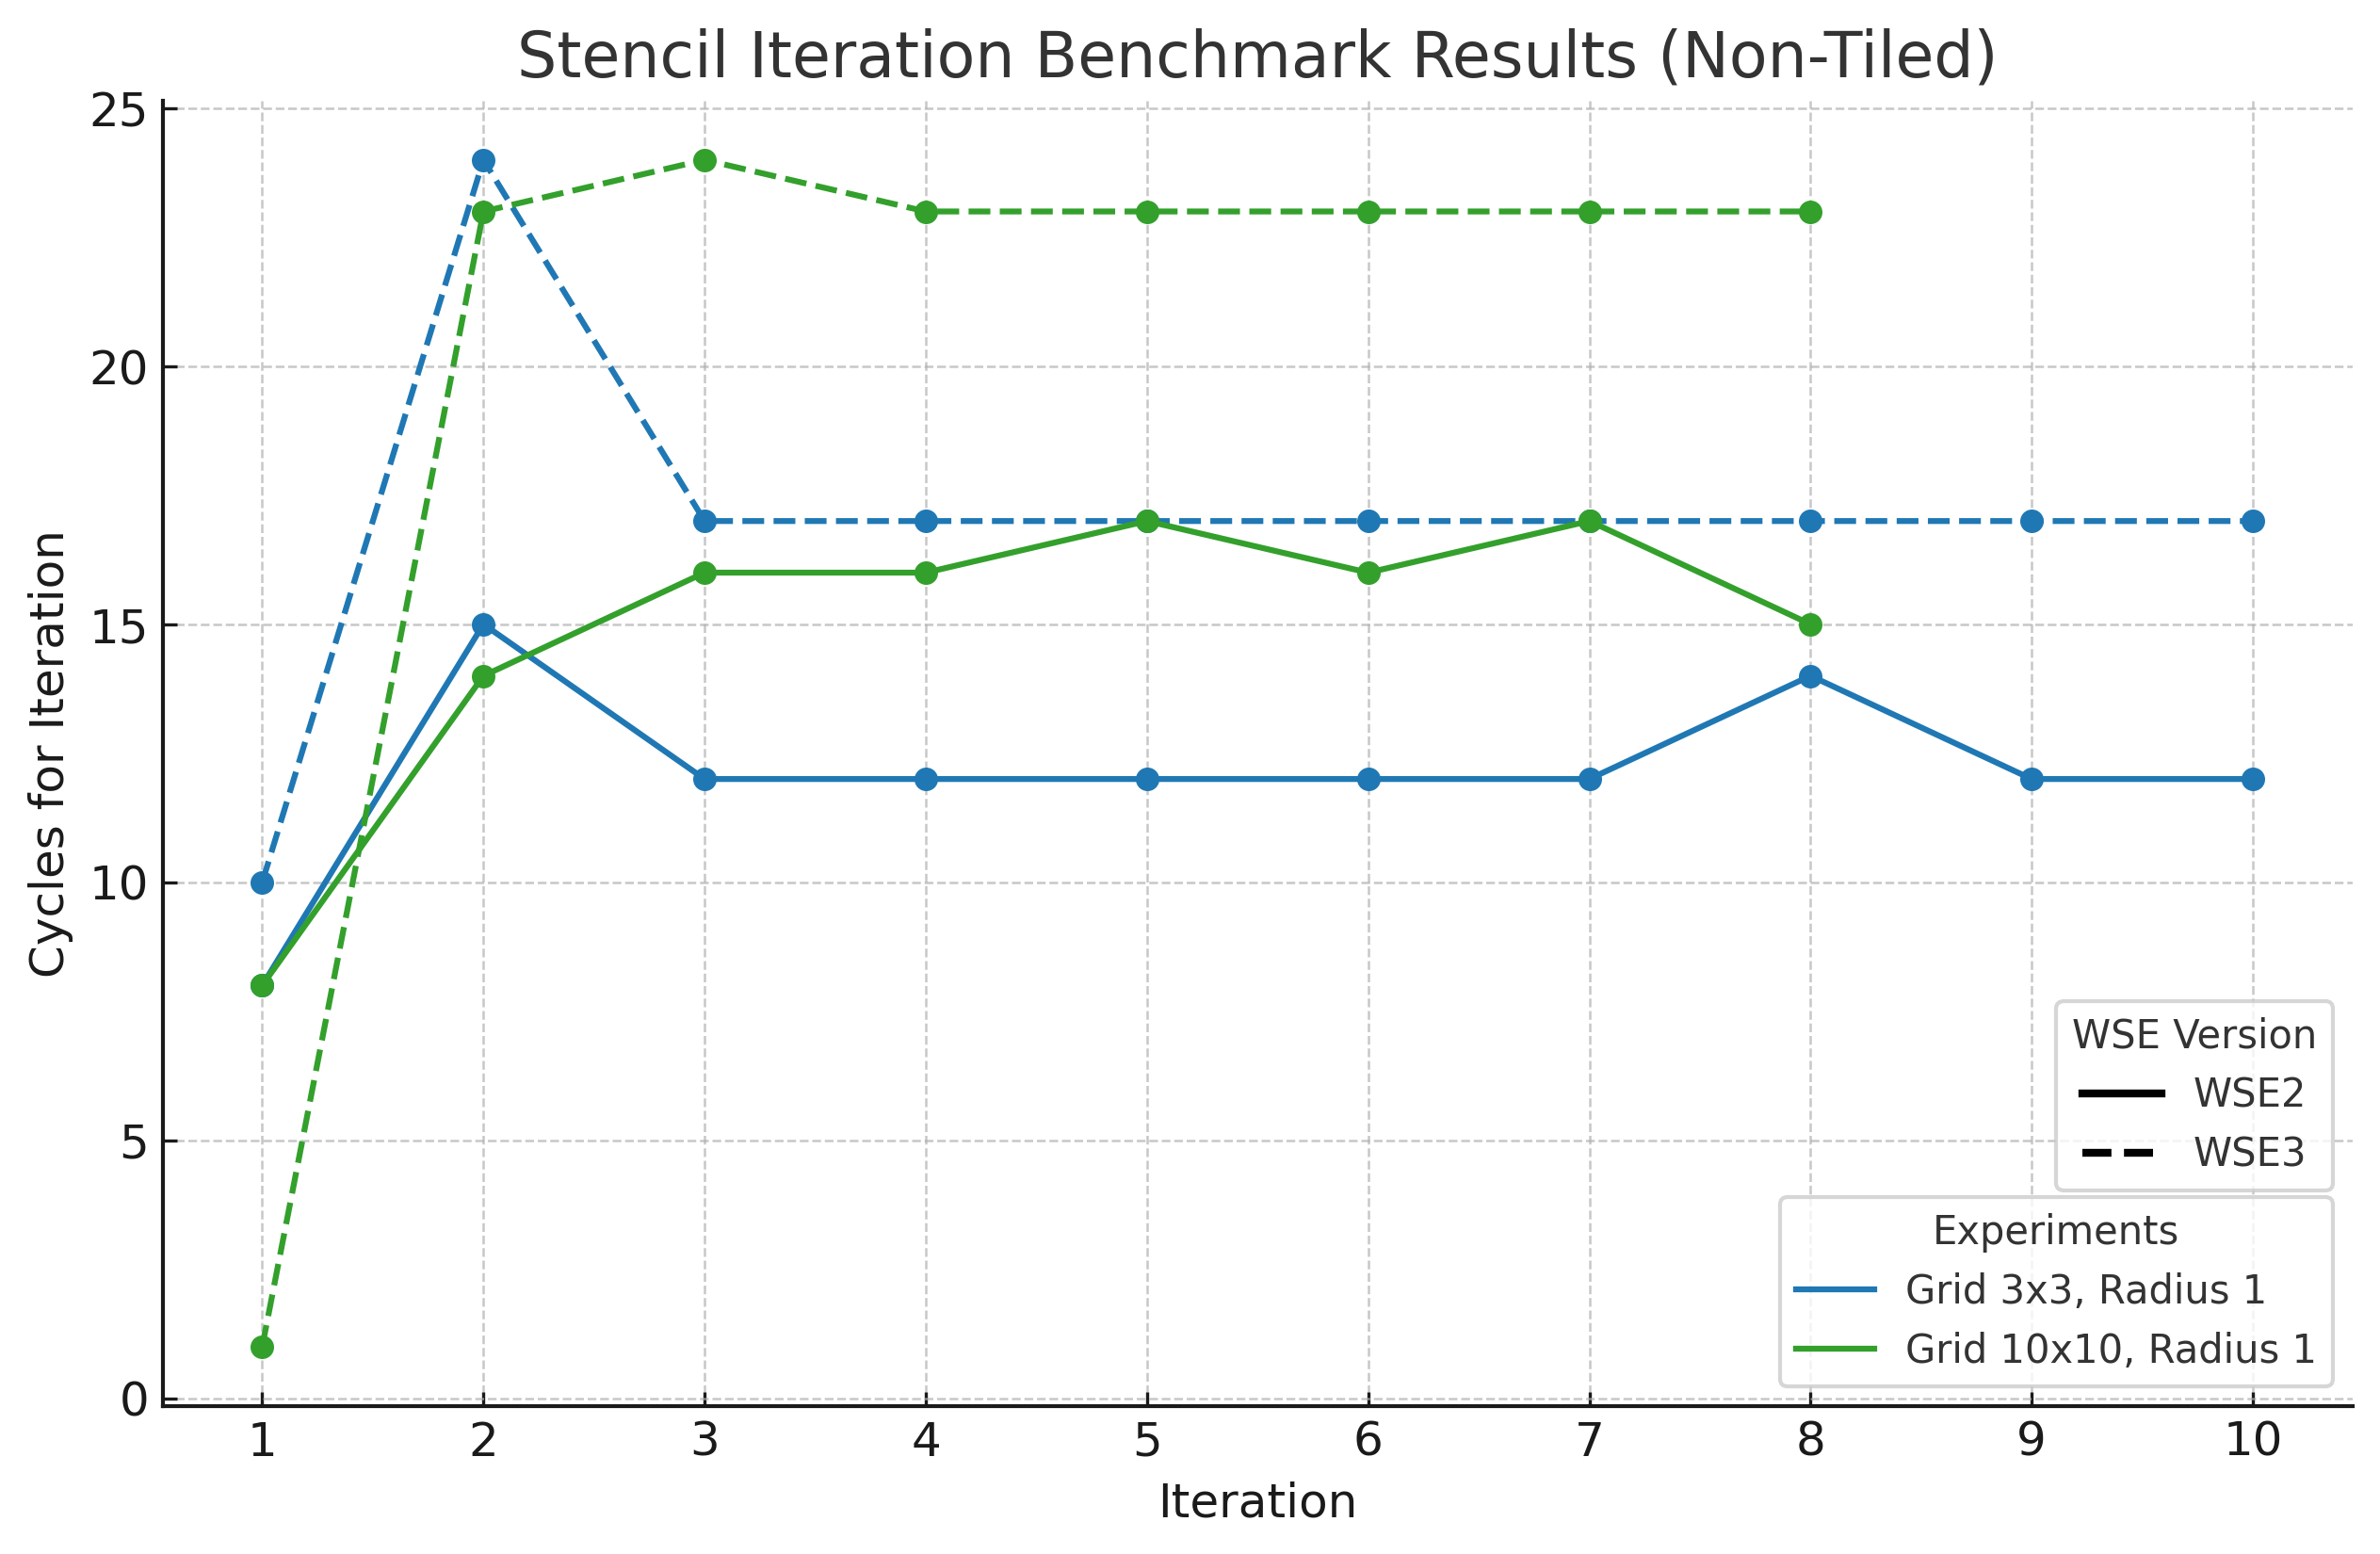 Stencil Iteration Benchmark Results (Non-Tiled)
Cycles for Iteration
25
20
15
10
5
0
1 2 3 4 5 6 7 8 9 10
Iteration
WSE Version
WSE2
WSE3
Experiments
Grid 3x3, Radius 1
Grid 10x10, Radius 1